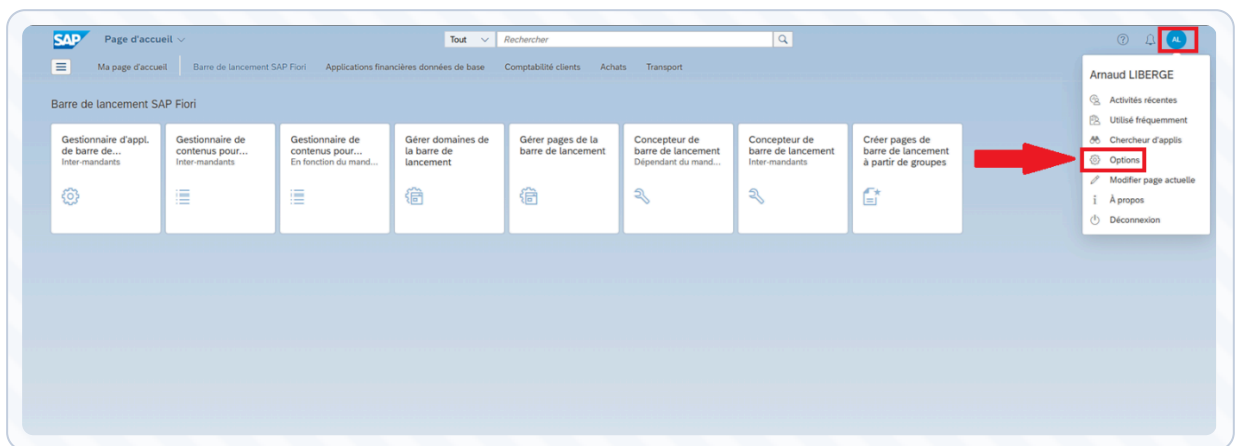 SAP Page d'accueil Tout Rechercher AL
Ma page d'accueil Barre de lancement SAP Fiori Applications financières données de base Comptabilité clients Achats Transport
Barre de lancement SAP Fiori
Gestionnaire d'appl.
de barre de...
Inter-mandants
Gestionnaire de
contenus pour...
Inter-mandants
Gestionnaire de
contenus pour...
En fonction du mand...
Gérer domaines de
la barre de
lancement
Gérer pages de la
barre de lancement
Concepteur de
barre de lancement
Dépendant du mand...
Concepteur de
barre de lancement
Inter-mandants
Créer pages de
barre de lancement
à partir de groupes
Arnaud LIBERGE
Activités récentes
Utilisé fréquemment
Chercheur d'applis
Options
Modifier page actuelle
À propos
Déconnexion